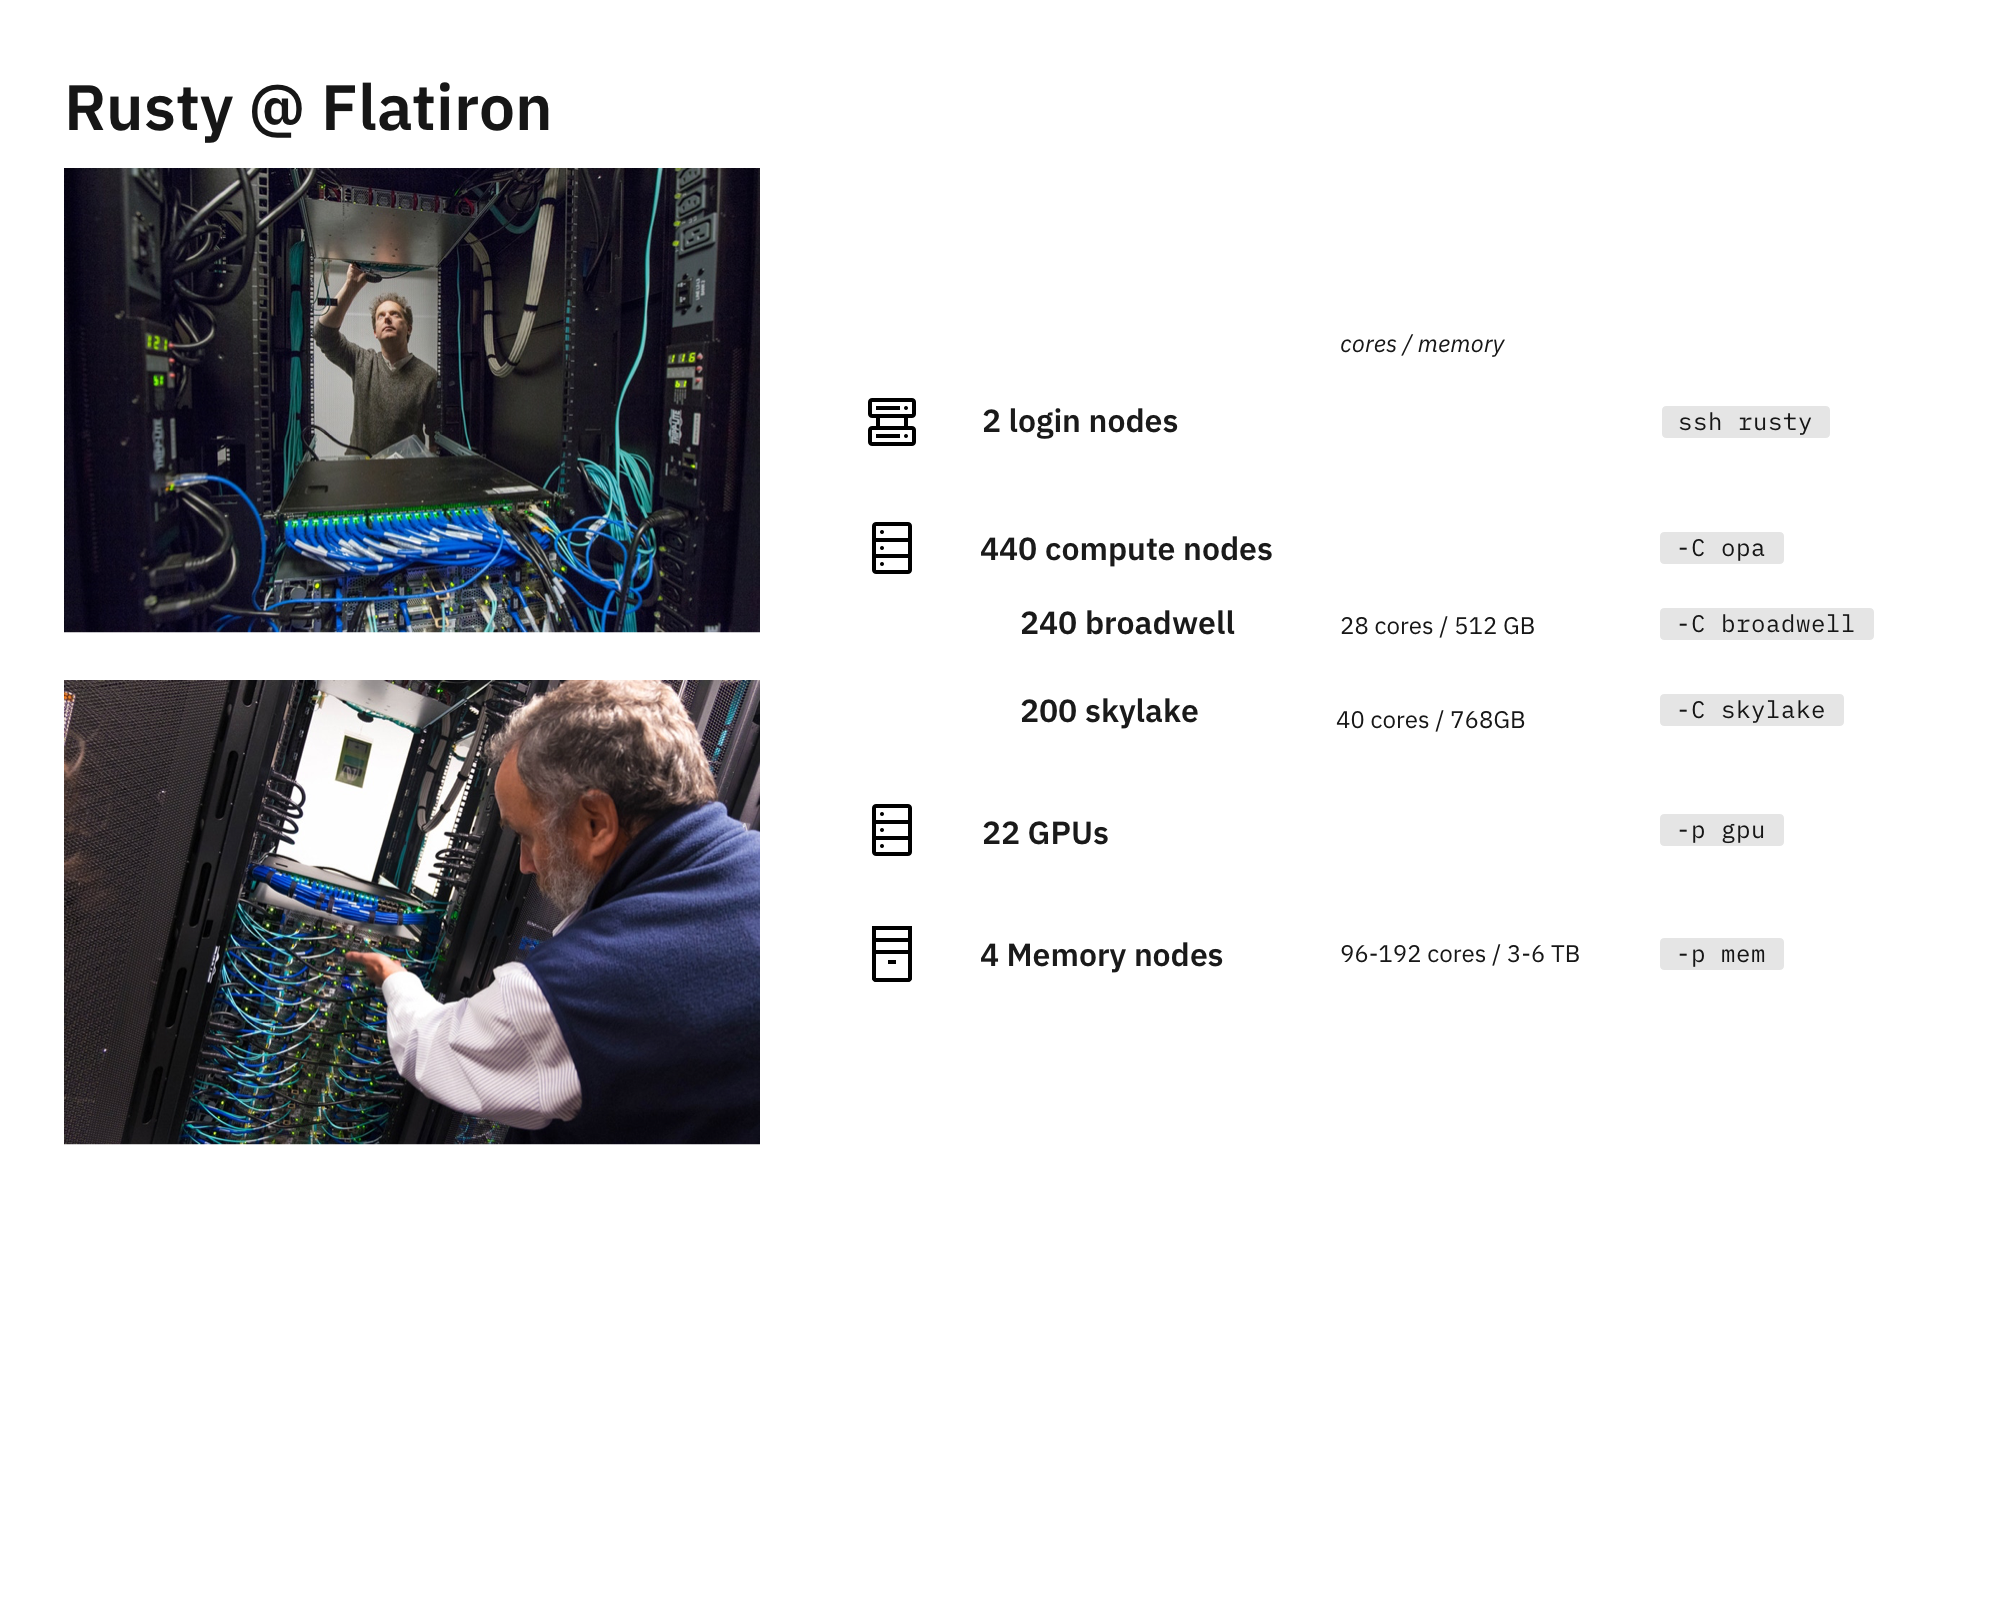 Rusty @ Flatiron
cores / memory
2 login nodes
ssh rusty
440 compute nodes
-C opa
240 broadwell
28 cores / 512 GB
-C broadwell
200 skylake
40 cores / 768GB
-C skylake
22 GPUs
-p gpu
4 Memory nodes
96-192 cores / 3-6 TB
-p mem